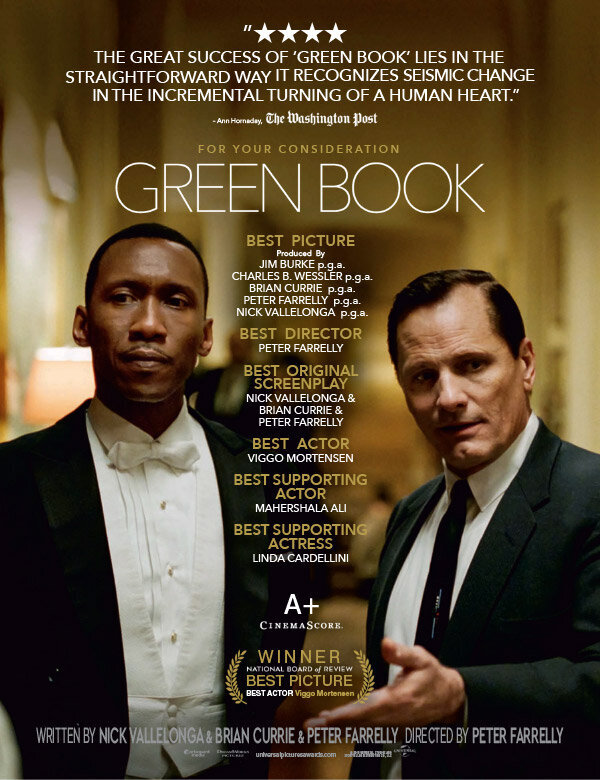 "★★★★
THE GREAT SUCCESS OF ‘GREEN BOOK’ LIES IN THE
STRAIGHTFORWARD WAY IT RECOGNIZES SEISMIC CHANGE
IN THE INCREMENTAL TURNING OF A HUMAN HEART.”
- Ann Hornaday, The Washington Post
FOR YOUR CONSIDERATION
GREEN BOOK
BEST PICTURE
Produced By
JIM BURKE p.g.a.
CHARLES B. WESSLER p.g.a.
BRIAN CURRIE p.g.a.
PETER FARRELLY p.g.a.
NICK VALLELONGA p.g.a.
BEST DIRECTOR
PETER FARRELLY
BEST ORIGINAL
SCREENPLAY
NICK VALLELONGA &
BRIAN CURRIE &
PETER FARRELLY
BEST ACTOR
VIGGO MORTENSEN
BEST SUPPORTING
ACTOR
MAHERSHALA ALI
BEST SUPPORTING
ACTRESS
LINDA CARDELLINI
A+
CINEMASCORE.
WINNER
NATIONAL BOARD of REVIEW
BEST PICTURE
BEST ACTOR Viggo Mortensen
WRITTEN BY NICK VALLELONGA & BRIAN CURRIE & PETER FARRELLY DIRECTED BY PETER FARRELLY
participant media DREAMWORKS PICTURES universalpicturesawards.com UNIVERSAL